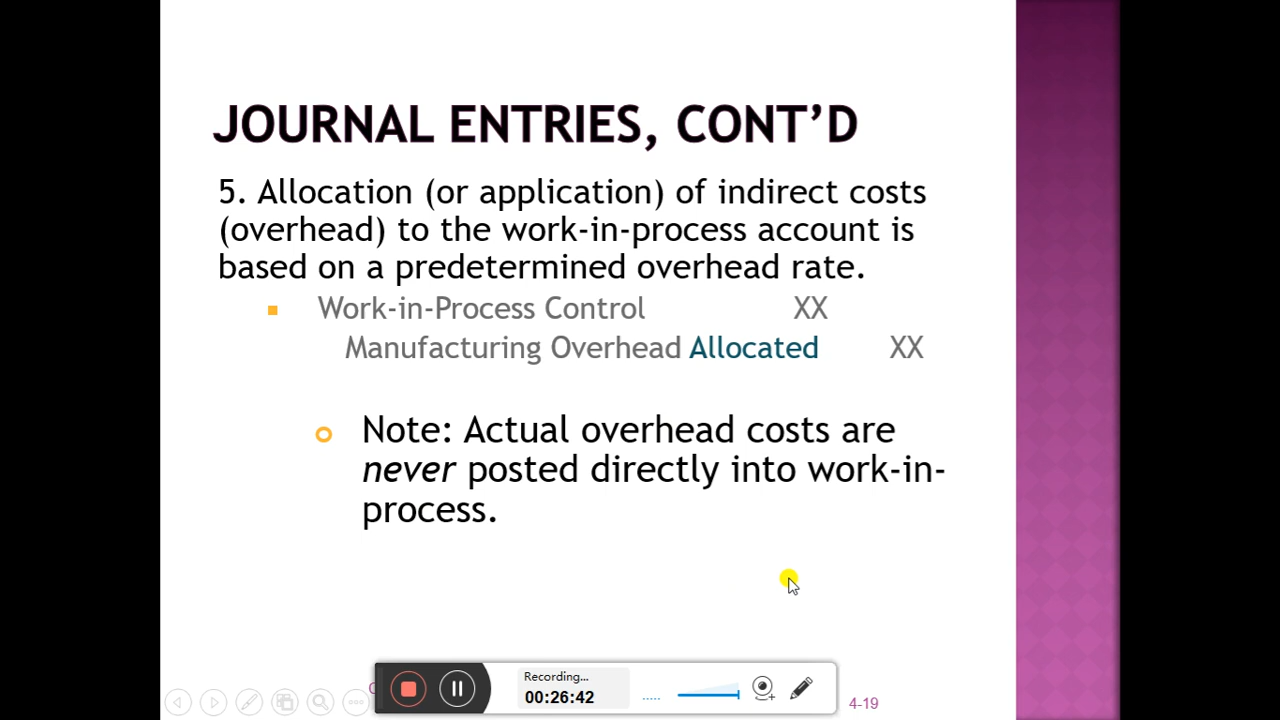 JOURNAL ENTRIES, CONT’D
5. Allocation (or application) of indirect costs
(overhead) to the work-in-process account is
based on a predetermined overhead rate.
Work-in-Process Control XX
Manufacturing Overhead Allocated XX
Note: Actual overhead costs are
never posted directly into work-in-
process.
Recording...
00:26:42
4-19